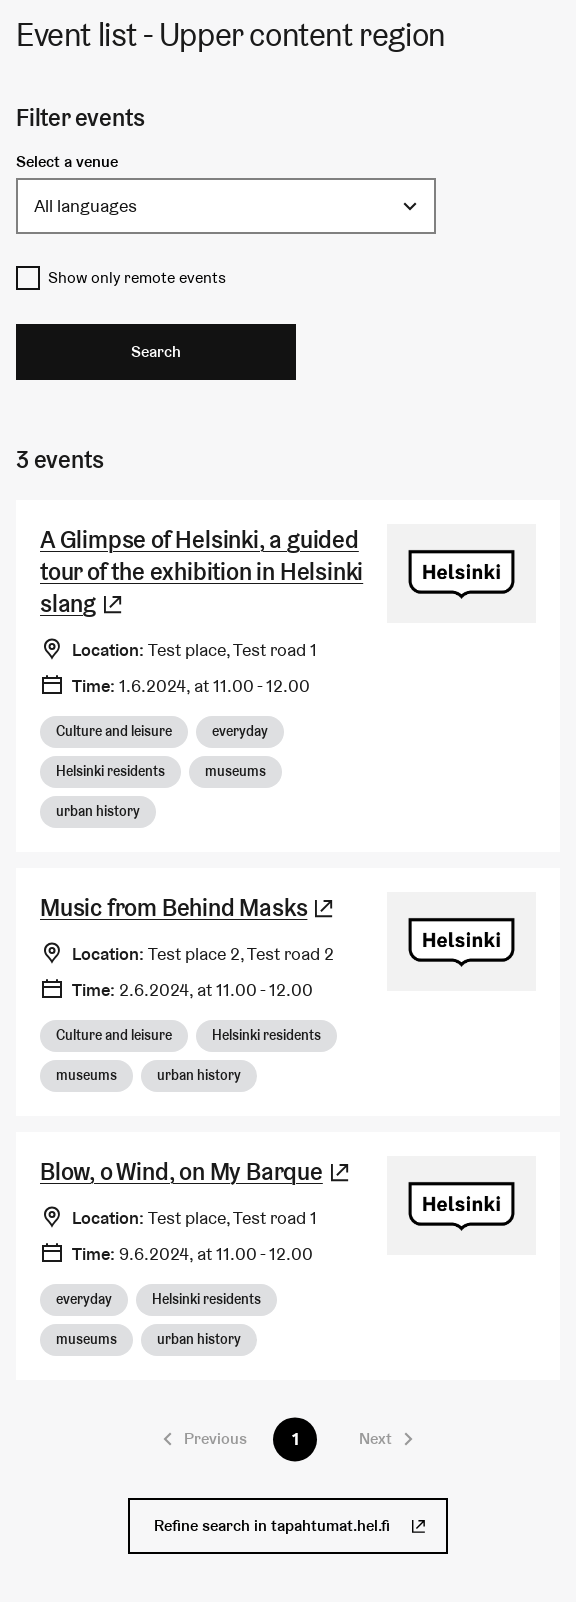 Event list - Upper content region
Filter events
Select a venue
All languages
Show only remote events
Search
3 events
A Glimpse of Helsinki, a guided
tour of the exhibition in Helsinki
slang
Helsinki
Location: Test place, Test road 1
Time: 1.6.2024, at 11.00 - 12.00
Culture and leisure
everyday
Helsinki residents
museums
urban history
Music from Behind Masks
Helsinki
Location: Test place 2, Test road 2
Time: 2.6.2024, at 11.00 - 12.00
Culture and leisure
Helsinki residents
museums
urban history
Blow, o Wind, on My Barque
Helsinki
Location: Test place, Test road 1
Time: 9.6.2024, at 11.00 - 12.00
everyday
Helsinki residents
museums
urban history
Previous
1
Next
Refine search in tapahtumat.hel.fi